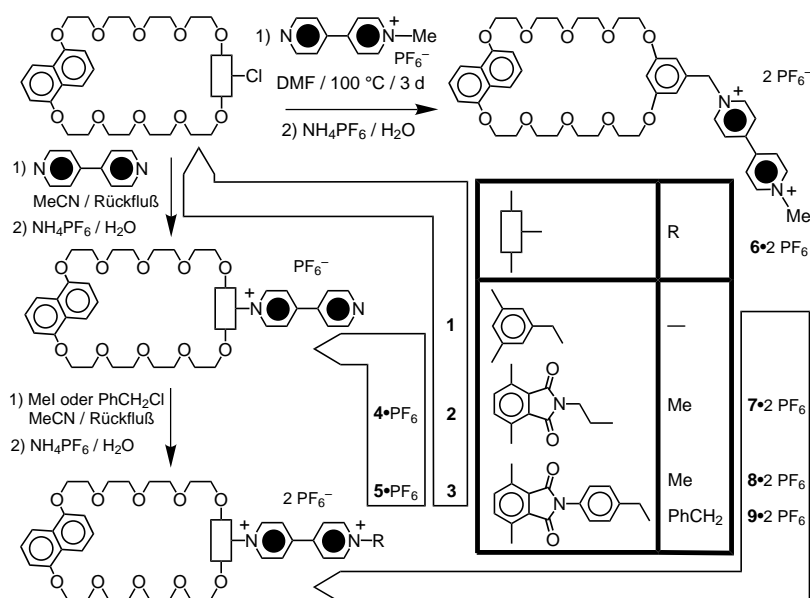 O O O O O
Cl
O O O O O
1) N N⁺–Me
PF₆⁻
DMF / 100 °C / 3 d
2) NH₄PF₆ / H₂O
O O O O O
O O O O O
2 PF₆⁻
N⁺
N⁺
Me
6•2 PF₆
1) N N
MeCN / Rückfluß
2) NH₄PF₆ / H₂O
O O O O O
PF₆⁻
N⁺ N
O O O O O
1) MeI oder PhCH₂Cl
MeCN / Rückfluß
2) NH₄PF₆ / H₂O
O O O O O
2 PF₆⁻
N⁺ N⁺–R
O O O O O
R
1 —
4•PF₆ 2 O N O Me 7•2 PF₆
5•PF₆ 3 O N O Me 8•2 PF₆
PhCH₂ 9•2 PF₆